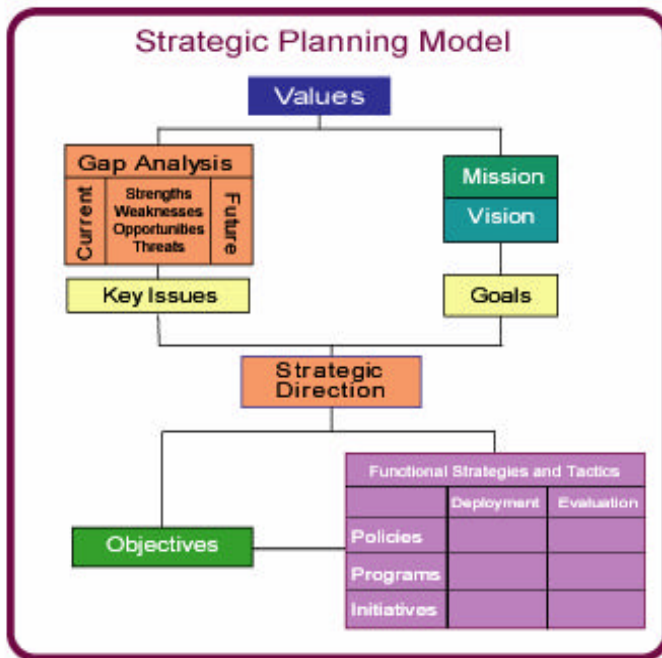 Strategic Planning Model
Values
Gap Analysis
Current
Strengths
Weaknesses
Opportunities
Threats
Future
Mission
Vision
Key Issues
Goals
Strategic
Direction
Functional Strategies and Tactics
Deployment Evaluation
Objectives
Policies
Programs
Initiatives